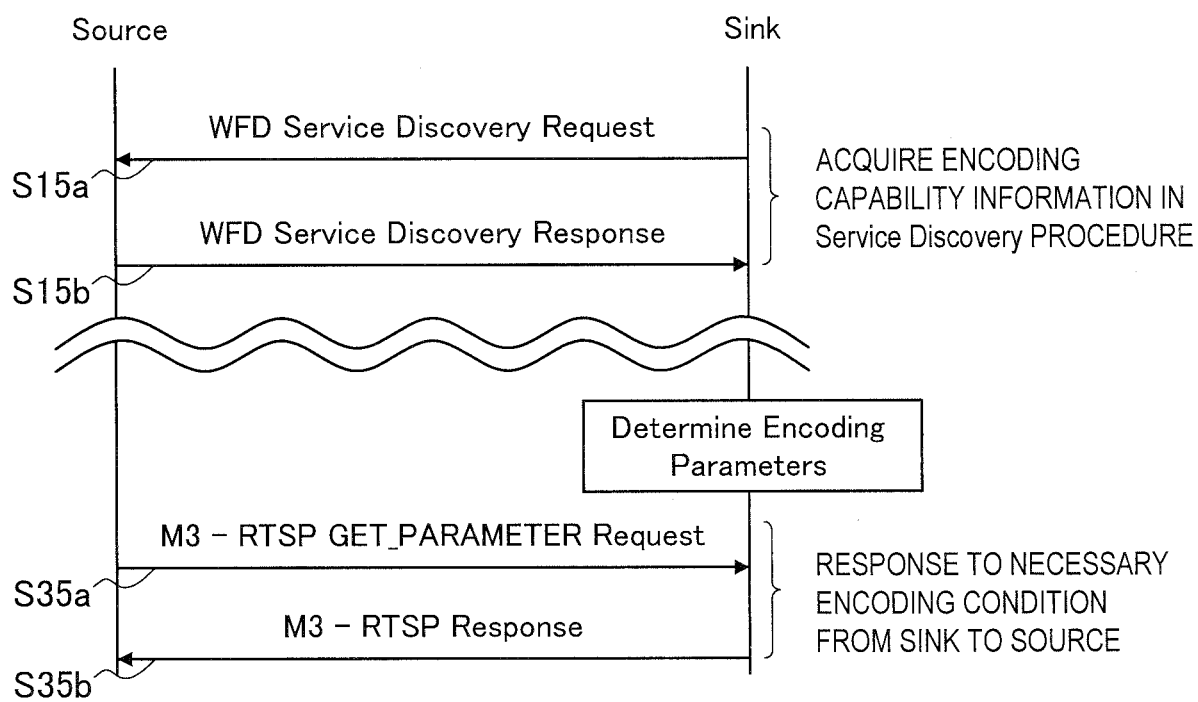 Source
Sink
WFD Service Discovery Request
S15a
ACQUIRE ENCODING
CAPABILITY INFORMATION IN
Service Discovery PROCEDURE
WFD Service Discovery Response
S15b
Determine Encoding
Parameters
M3 - RTSP GET_PARAMETER Request
S35a
RESPONSE TO NECESSARY
ENCODING CONDITION
FROM SINK TO SOURCE
M3 - RTSP Response
S35b